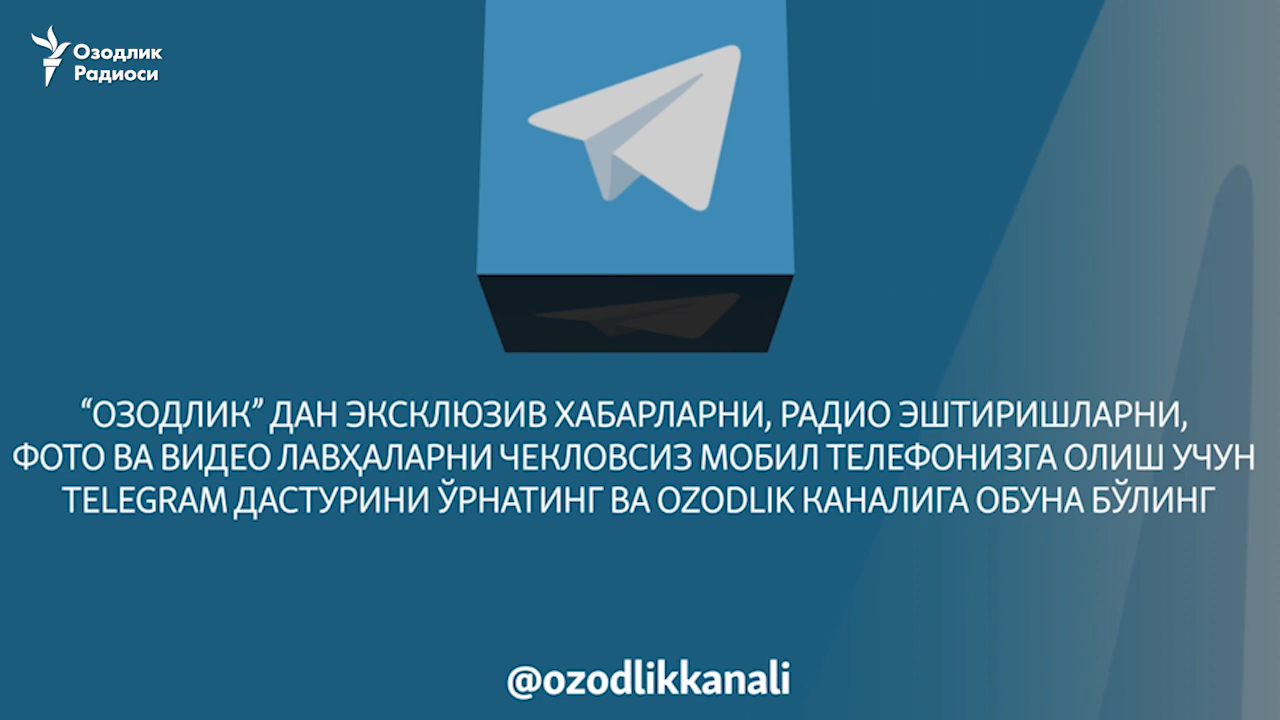 Озодлик
Радиоси
“ОЗОДЛИК” ДАН ЭКСКЛЮЗИВ ХАБАРЛАРНИ, РАДИО ЭШТИРИШЛАРНИ,
ФОТО ВА ВИДЕО ЛАВҲАЛАРНИ ЧЕКЛОВСИЗ МОБИЛ ТЕЛЕФОНИЗГА ОЛИШ УЧУН
TELEGRAM ДАСТУРИНИ ЎРНАТИНГ ВА OZODLIK КАНАЛИГА ОБУНА БЎЛИНГ
@ozodlikkanali